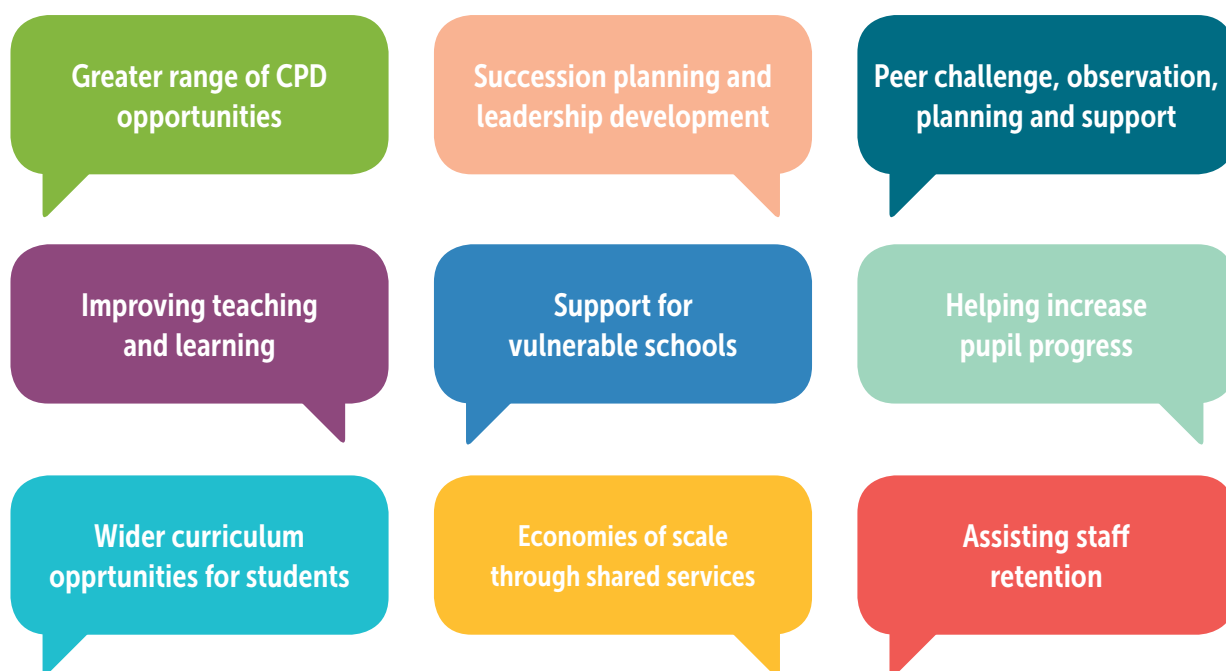 Greater range of CPD
opportunities
Succession planning and
leadership development
Peer challenge, observation,
planning and support
Improving teaching
and learning
Support for
vulnerable schools
Helping increase
pupil progress
Wider curriculum
opprtunities for students
Economies of scale
through shared services
Assisting staff
retention